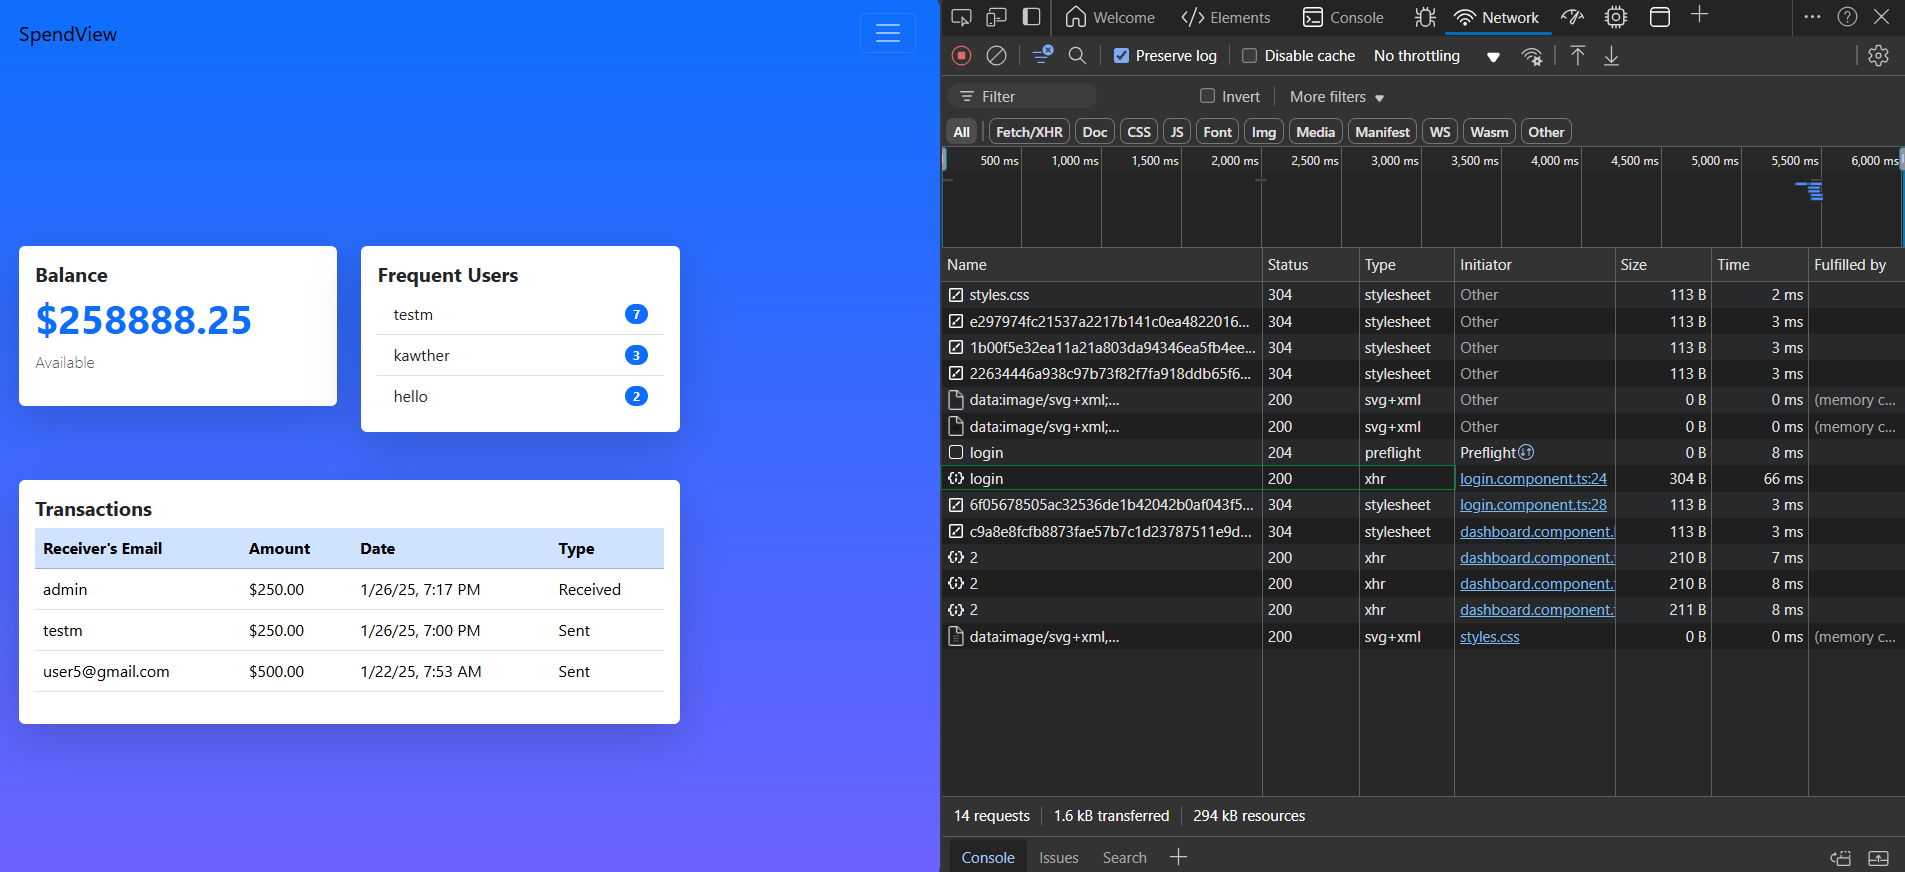 SpendView
Balance
$258888.25
Available
Frequent Users
testm 7
kawther 3
hello 2
Transactions
Receiver's Email Amount Date Type
admin $250.00 1/26/25, 7:17 PM Received
testm $250.00 1/26/25, 7:00 PM Sent
user5@gmail.com $500.00 1/22/25, 7:53 AM Sent
Welcome Elements Console Network
Preserve log Disable cache No throttling
Filter Invert More filters
All Fetch/XHR Doc CSS JS Font Img Media Manifest WS Wasm Other
500 ms 1,000 ms 1,500 ms 2,000 ms 2,500 ms 3,000 ms 3,500 ms 4,000 ms 4,500 ms 5,000 ms 5,500 ms 6,000 ms
Name Status Type Initiator Size Time Fulfilled by
styles.css 304 stylesheet Other 113 B 2 ms
e297974fc21537a2217b141c0ea4822016... 304 stylesheet Other 113 B 3 ms
1b00f5e32ea11a21a803da94346ea5fb4ee... 304 stylesheet Other 113 B 3 ms
22634446a938c97b73f82f7fa918ddb65f6... 304 stylesheet Other 113 B 3 ms
data:image/svg+xml;... 200 svg+xml Other 0 B 0 ms (memory c...
data:image/svg+xml;... 200 svg+xml Other 0 B 0 ms (memory c...
login 204 preflight Preflight 0 B 8 ms
login 200 xhr login.component.ts:24 304 B 66 ms
6f05678505ac32536de1b42042b0af043f5... 304 stylesheet login.component.ts:28 113 B 3 ms
c9a8e8fcfb8873fae57b7c1d23787511e9d... 304 stylesheet dashboard.component. 113 B 3 ms
2 200 xhr dashboard.component. 210 B 7 ms
2 200 xhr dashboard.component. 210 B 8 ms
2 200 xhr dashboard.component. 211 B 8 ms
data:image/svg+xml,... 200 svg+xml styles.css 0 B 0 ms (memory c...
14 requests 1.6 kB transferred 294 kB resources
Console Issues Search